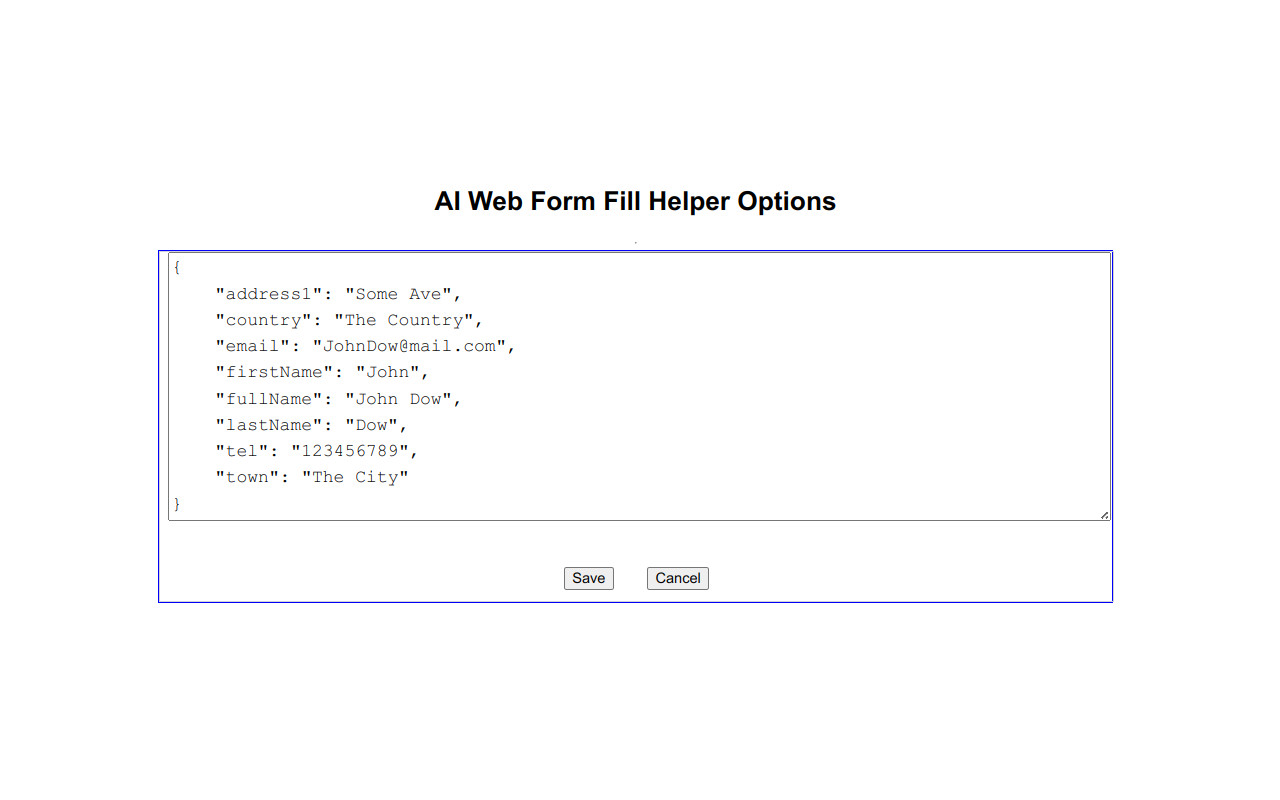 AI Web Form Fill Helper Options
{
    "address1": "Some Ave",
    "country": "The Country",
    "email": "JohnDow@mail.com",
    "firstName": "John",
    "fullName": "John Dow",
    "lastName": "Dow",
    "tel": "123456789",
    "town": "The City"
}
Save Cancel